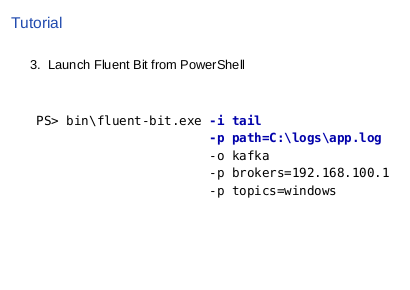 Tutorial
3. Launch Fluent Bit from PowerShell
PS> bin\fluent-bit.exe -i tail
-p path=C:\logs\app.log
-o kafka
-p brokers=192.168.100.1
-p topics=windows